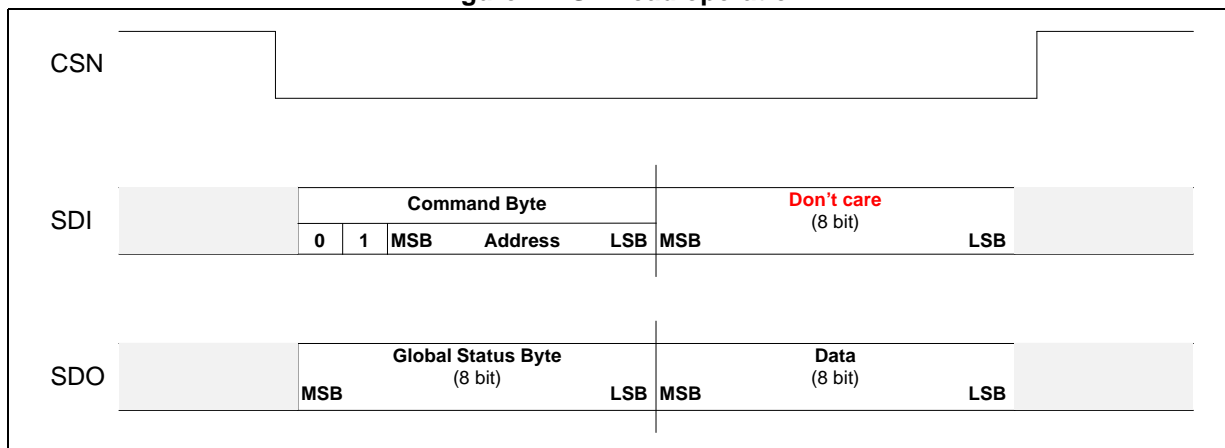 CSN
Command Byte
Don't care
SDI
(8 bit)
0 1 MSB Address LSB MSB LSB
Global Status Byte Data
SDO
(8 bit) (8 bit)
MSB LSB MSB LSB